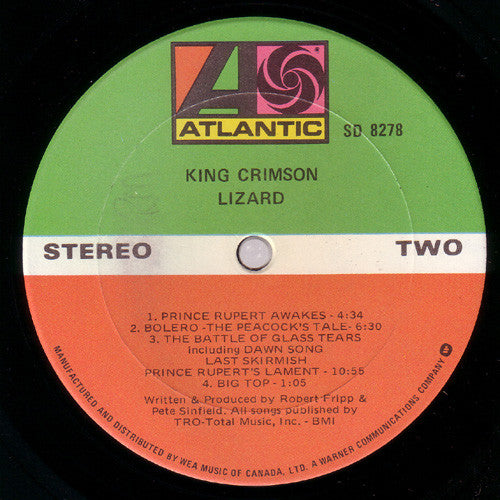 ATLANTIC
SD 8278
KING CRIMSON
LIZARD
STEREO
TWO
1. PRINCE RUPERT AWAKES - 4:34
2. BOLERO -THE PEACOCK'S TALE- 6:30
3. THE BATTLE OF GLASS TEARS
including DAWN SONG
LAST SKIRMISH
PRINCE RUPERT'S LAMENT - 10:55
4. BIG TOP - 1:05
Written & Produced by Robert Fripp &
Pete Sinfield. All songs published by
TRO-Total Music, Inc. - BMI
MANUFACTURED AND DISTRIBUTED BY WEA MUSIC OF CANADA, LTD. A WARNER COMMUNICATIONS COMPANY